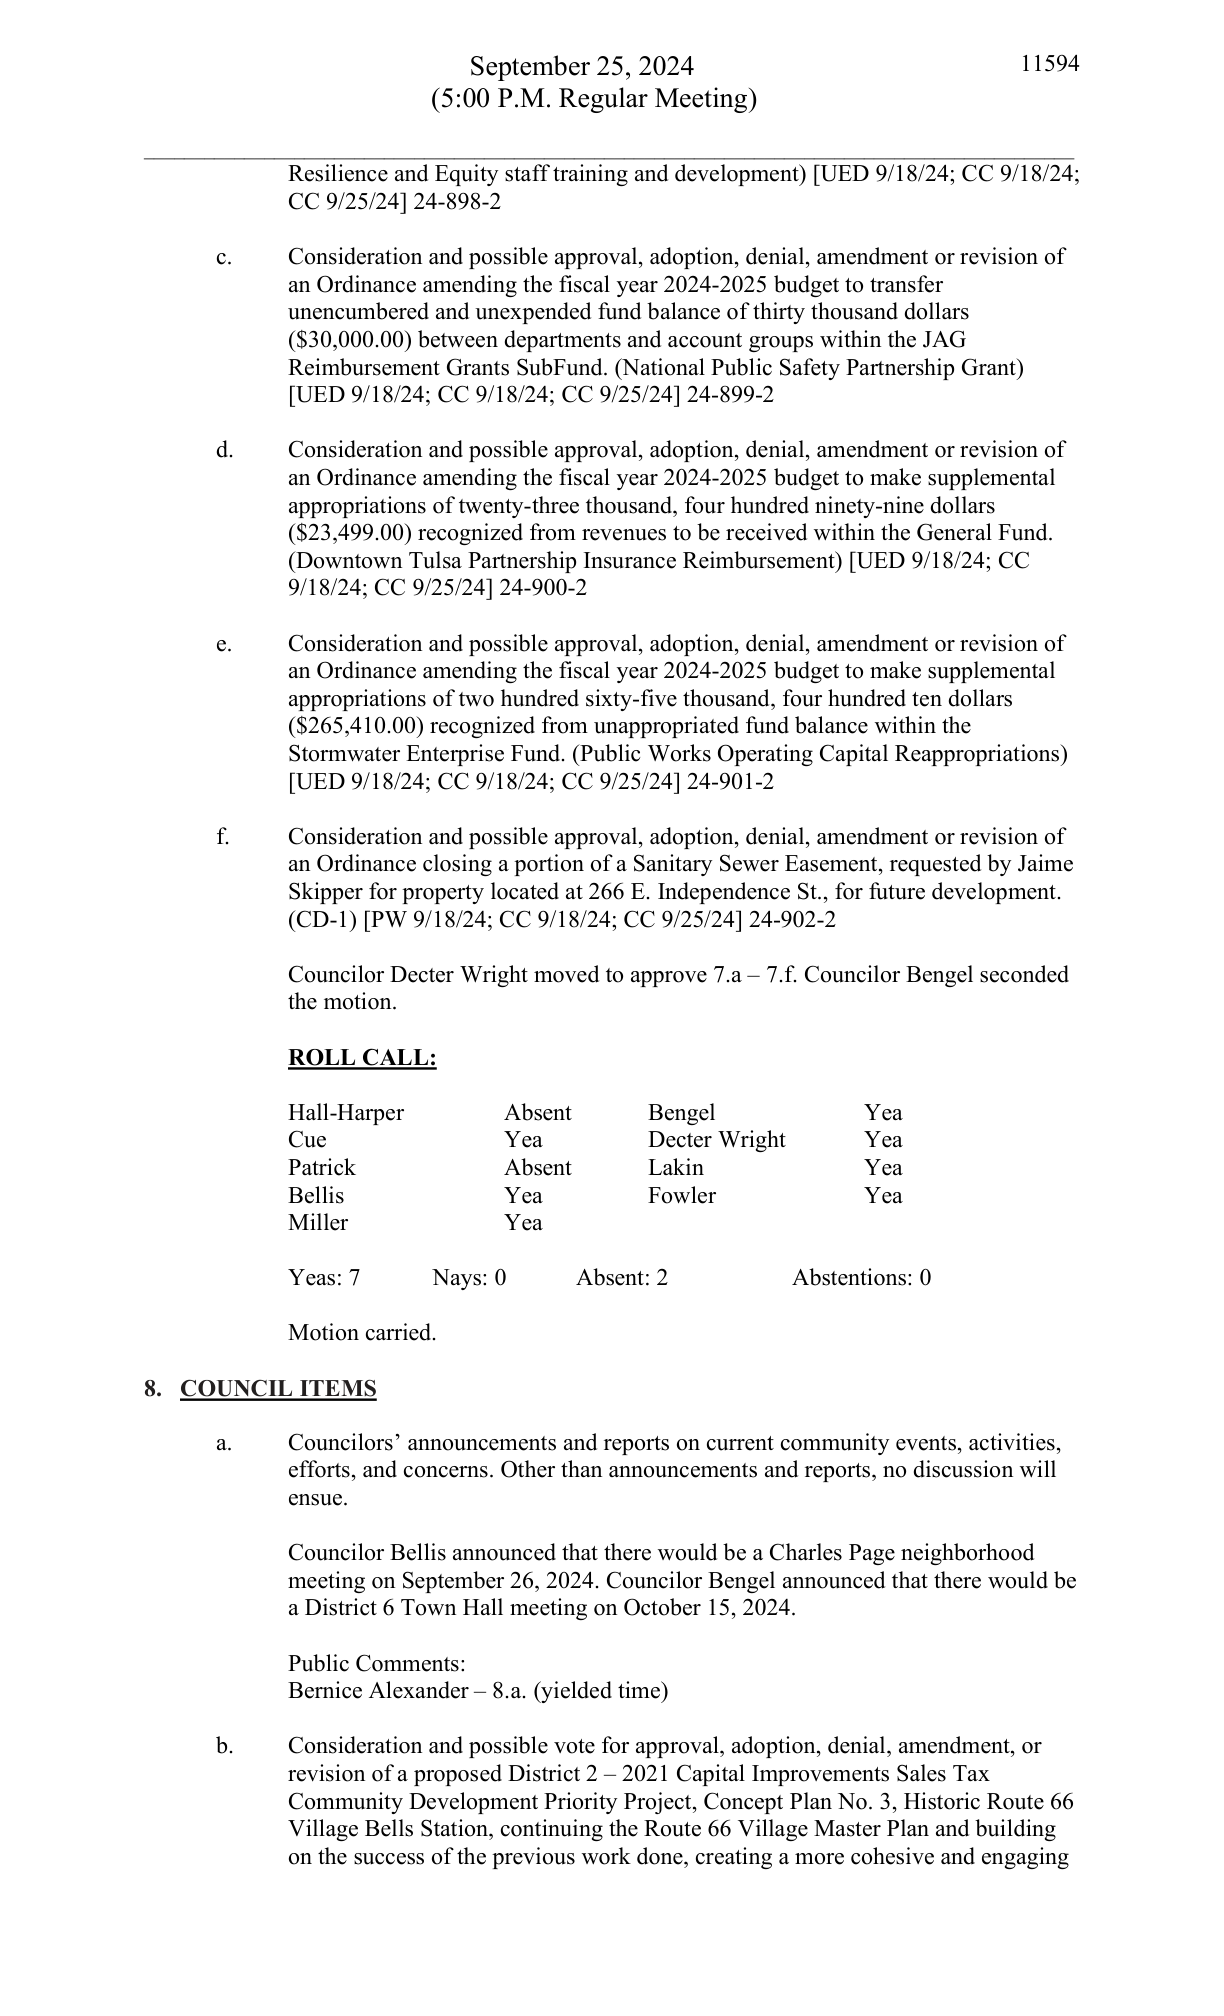 September 25, 2024
11594
(5:00 P.M. Regular Meeting)
Resilience and Equity staff training and development) [UED 9/18/24; CC 9/18/24;
CC 9/25/24] 24-898-2
c. Consideration and possible approval, adoption, denial, amendment or revision of
an Ordinance amending the fiscal year 2024-2025 budget to transfer
unencumbered and unexpended fund balance of thirty thousand dollars
($30,000.00) between departments and account groups within the JAG
Reimbursement Grants SubFund. (National Public Safety Partnership Grant)
[UED 9/18/24; CC 9/18/24; CC 9/25/24] 24-899-2
d. Consideration and possible approval, adoption, denial, amendment or revision of
an Ordinance amending the fiscal year 2024-2025 budget to make supplemental
appropriations of twenty-three thousand, four hundred ninety-nine dollars
($23,499.00) recognized from revenues to be received within the General Fund.
(Downtown Tulsa Partnership Insurance Reimbursement) [UED 9/18/24; CC
9/18/24; CC 9/25/24] 24-900-2
e. Consideration and possible approval, adoption, denial, amendment or revision of
an Ordinance amending the fiscal year 2024-2025 budget to make supplemental
appropriations of two hundred sixty-five thousand, four hundred ten dollars
($265,410.00) recognized from unappropriated fund balance within the
Stormwater Enterprise Fund. (Public Works Operating Capital Reappropriations)
[UED 9/18/24; CC 9/18/24; CC 9/25/24] 24-901-2
f. Consideration and possible approval, adoption, denial, amendment or revision of
an Ordinance closing a portion of a Sanitary Sewer Easement, requested by Jaime
Skipper for property located at 266 E. Independence St., for future development.
(CD-1) [PW 9/18/24; CC 9/18/24; CC 9/25/24] 24-902-2
Councilor Decter Wright moved to approve 7.a – 7.f. Councilor Bengel seconded
the motion.
ROLL CALL:
Hall-Harper Absent Bengel Yea
Cue Yea Decter Wright Yea
Patrick Absent Lakin Yea
Bellis Yea Fowler Yea
Miller Yea
Yeas: 7 Nays: 0 Absent: 2 Abstentions: 0
Motion carried.
8. COUNCIL ITEMS
a. Councilors’ announcements and reports on current community events, activities,
efforts, and concerns. Other than announcements and reports, no discussion will
ensue.
Councilor Bellis announced that there would be a Charles Page neighborhood
meeting on September 26, 2024. Councilor Bengel announced that there would be
a District 6 Town Hall meeting on October 15, 2024.
Public Comments:
Bernice Alexander – 8.a. (yielded time)
b. Consideration and possible vote for approval, adoption, denial, amendment, or
revision of a proposed District 2 – 2021 Capital Improvements Sales Tax
Community Development Priority Project, Concept Plan No. 3, Historic Route 66
Village Bells Station, continuing the Route 66 Village Master Plan and building
on the success of the previous work done, creating a more cohesive and engaging